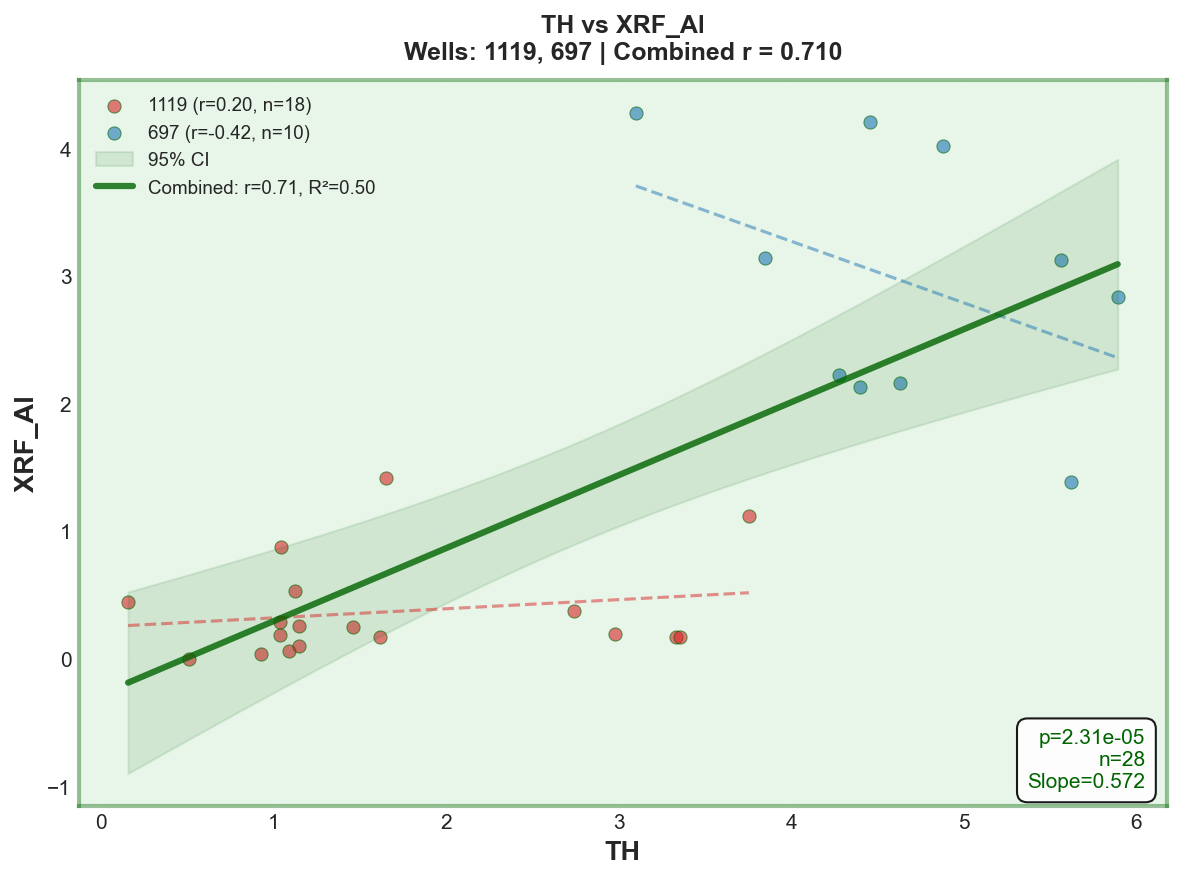 TH vs XRF_Al
Wells: 1119, 697 | Combined r = 0.710
1119 (r=0.20, n=18)
697 (r=-0.42, n=10)
95% CI
Combined: r=0.71, R²=0.50
XRF_Al
4
3
2
1
0
−1
p=2.31e-05
n=28
Slope=0.572
0 1 2 3 4 5 6
TH